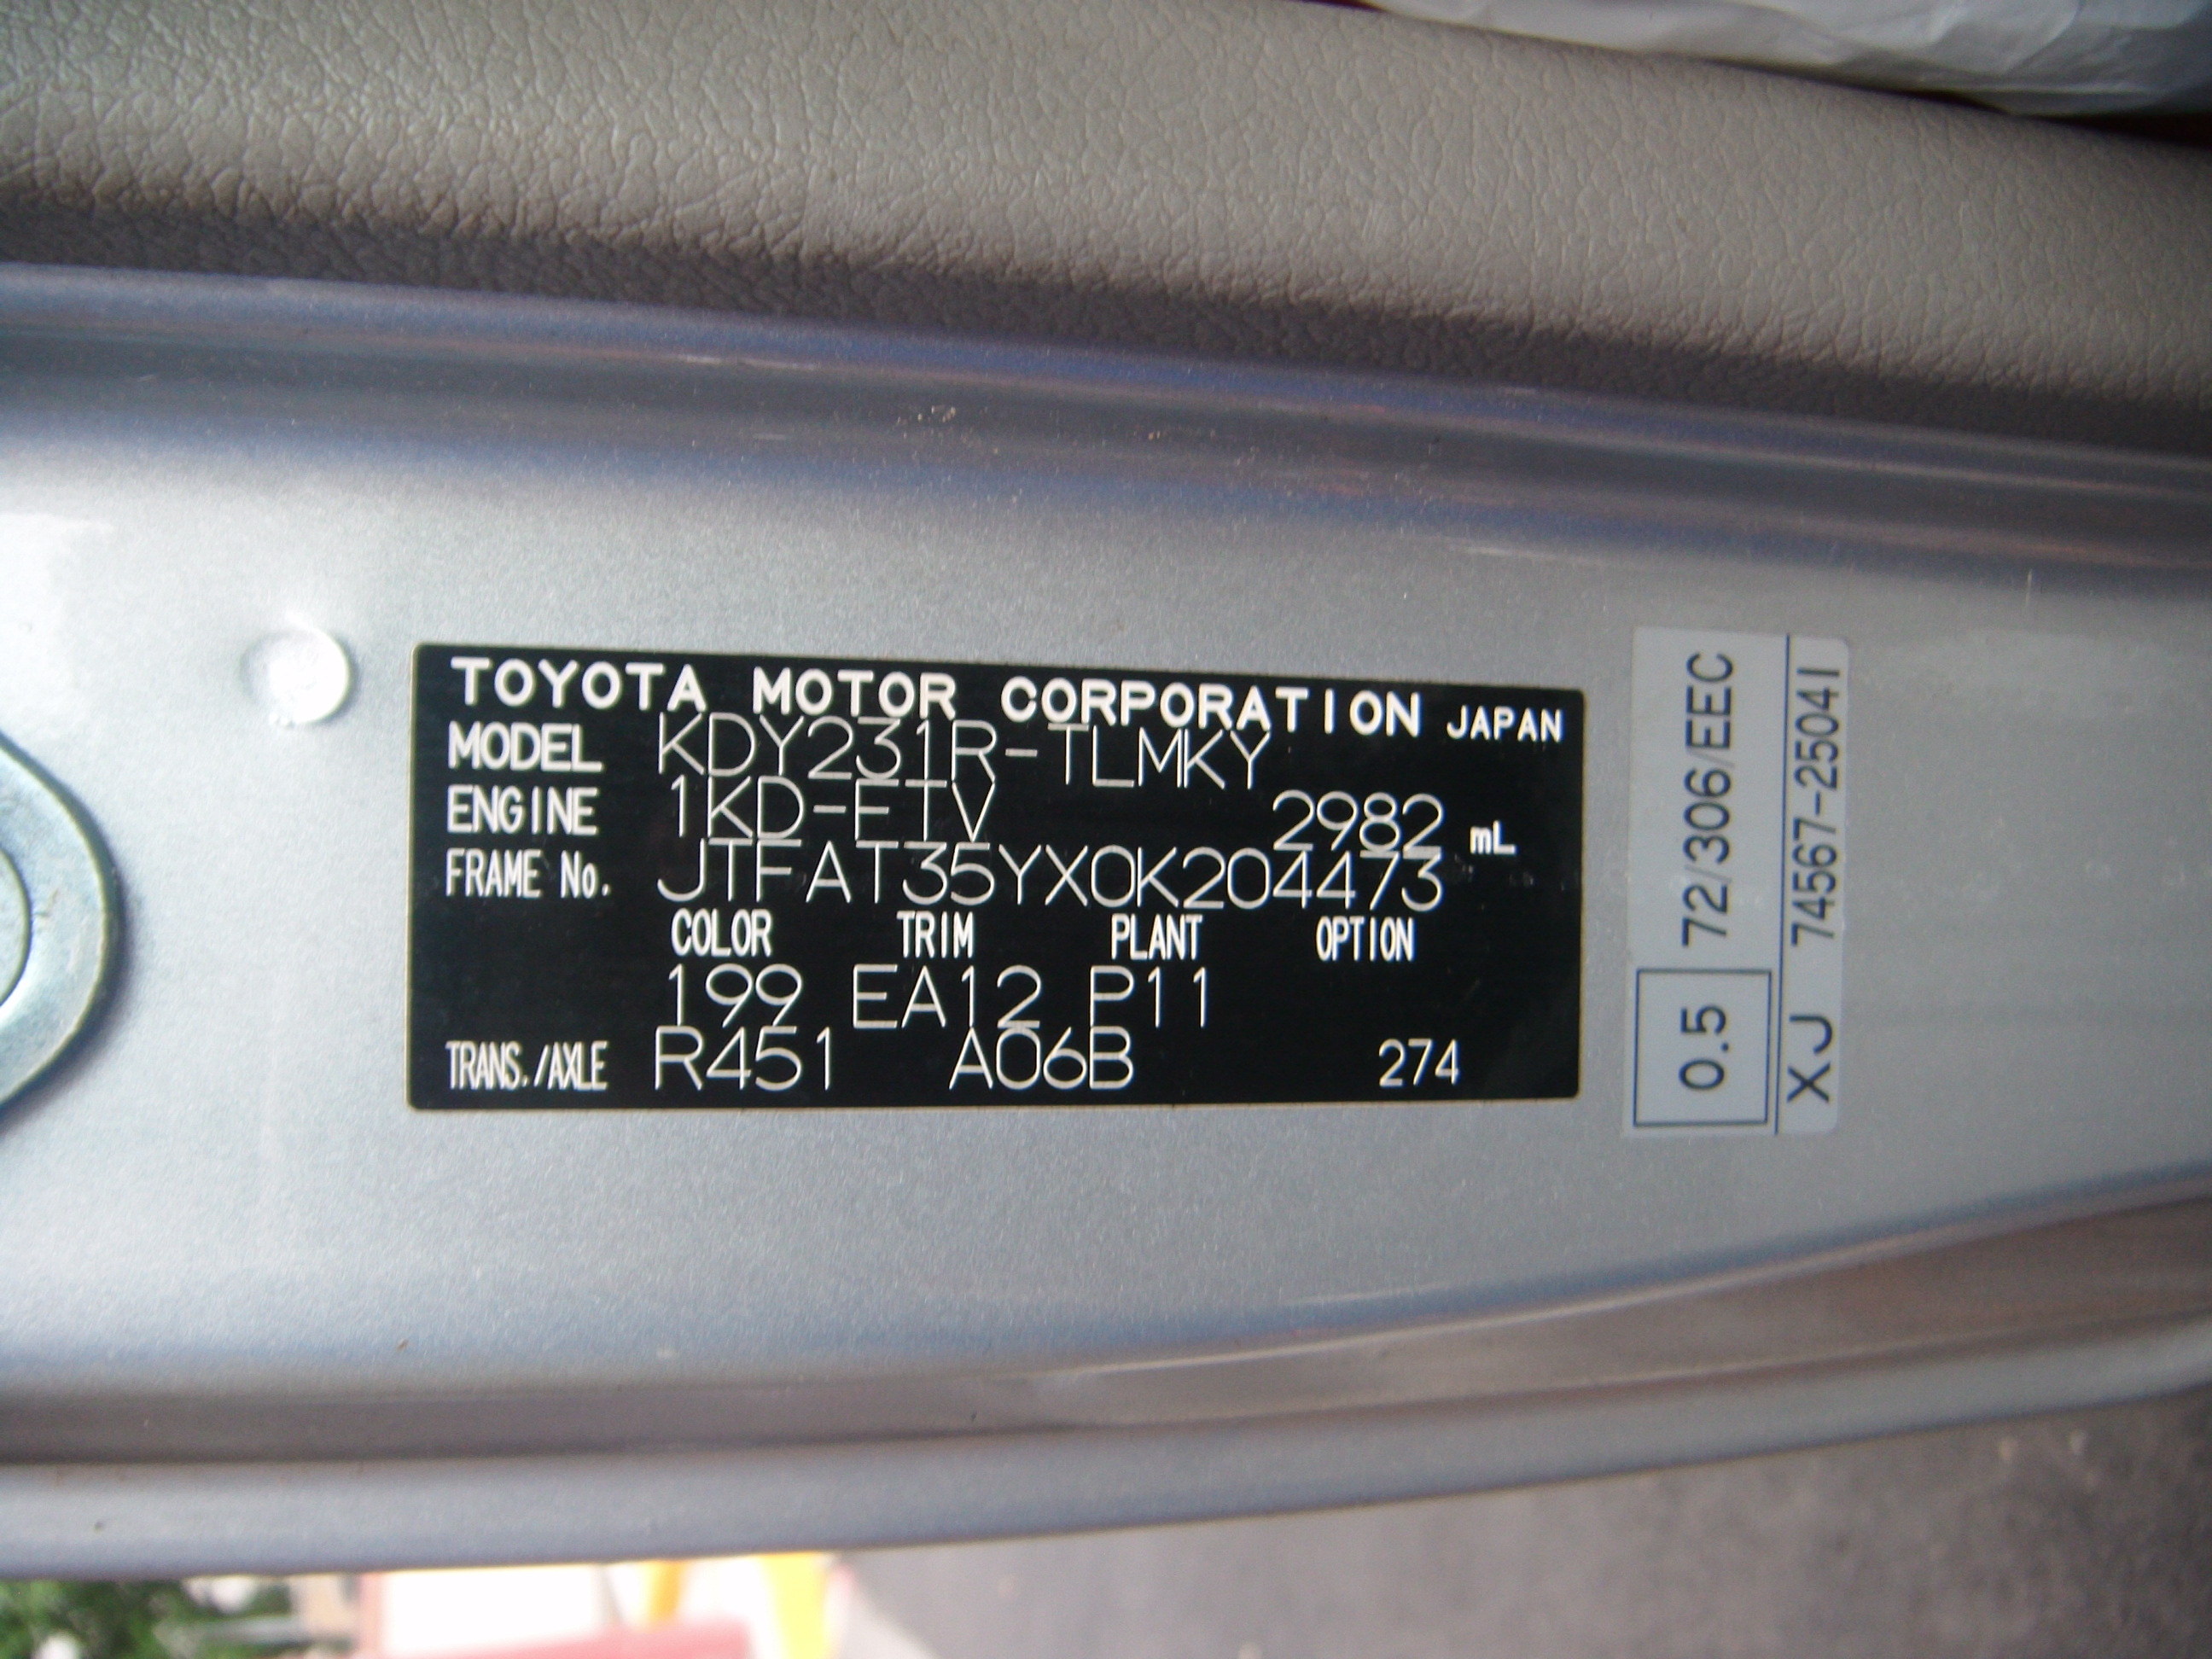 TOYOTA MOTOR CORPORATION JAPAN
MODEL KDY231R-TLMKY
ENGINE 1KD-FTV 2982 mL
FRAME No. JTFAT35YX0K204473
COLOR TRIM PLANT OPTION
199 EA12 P11
TRANS./AXLE R451 A06B 274
0.5 72/306/EEC
XJ 74567-25041